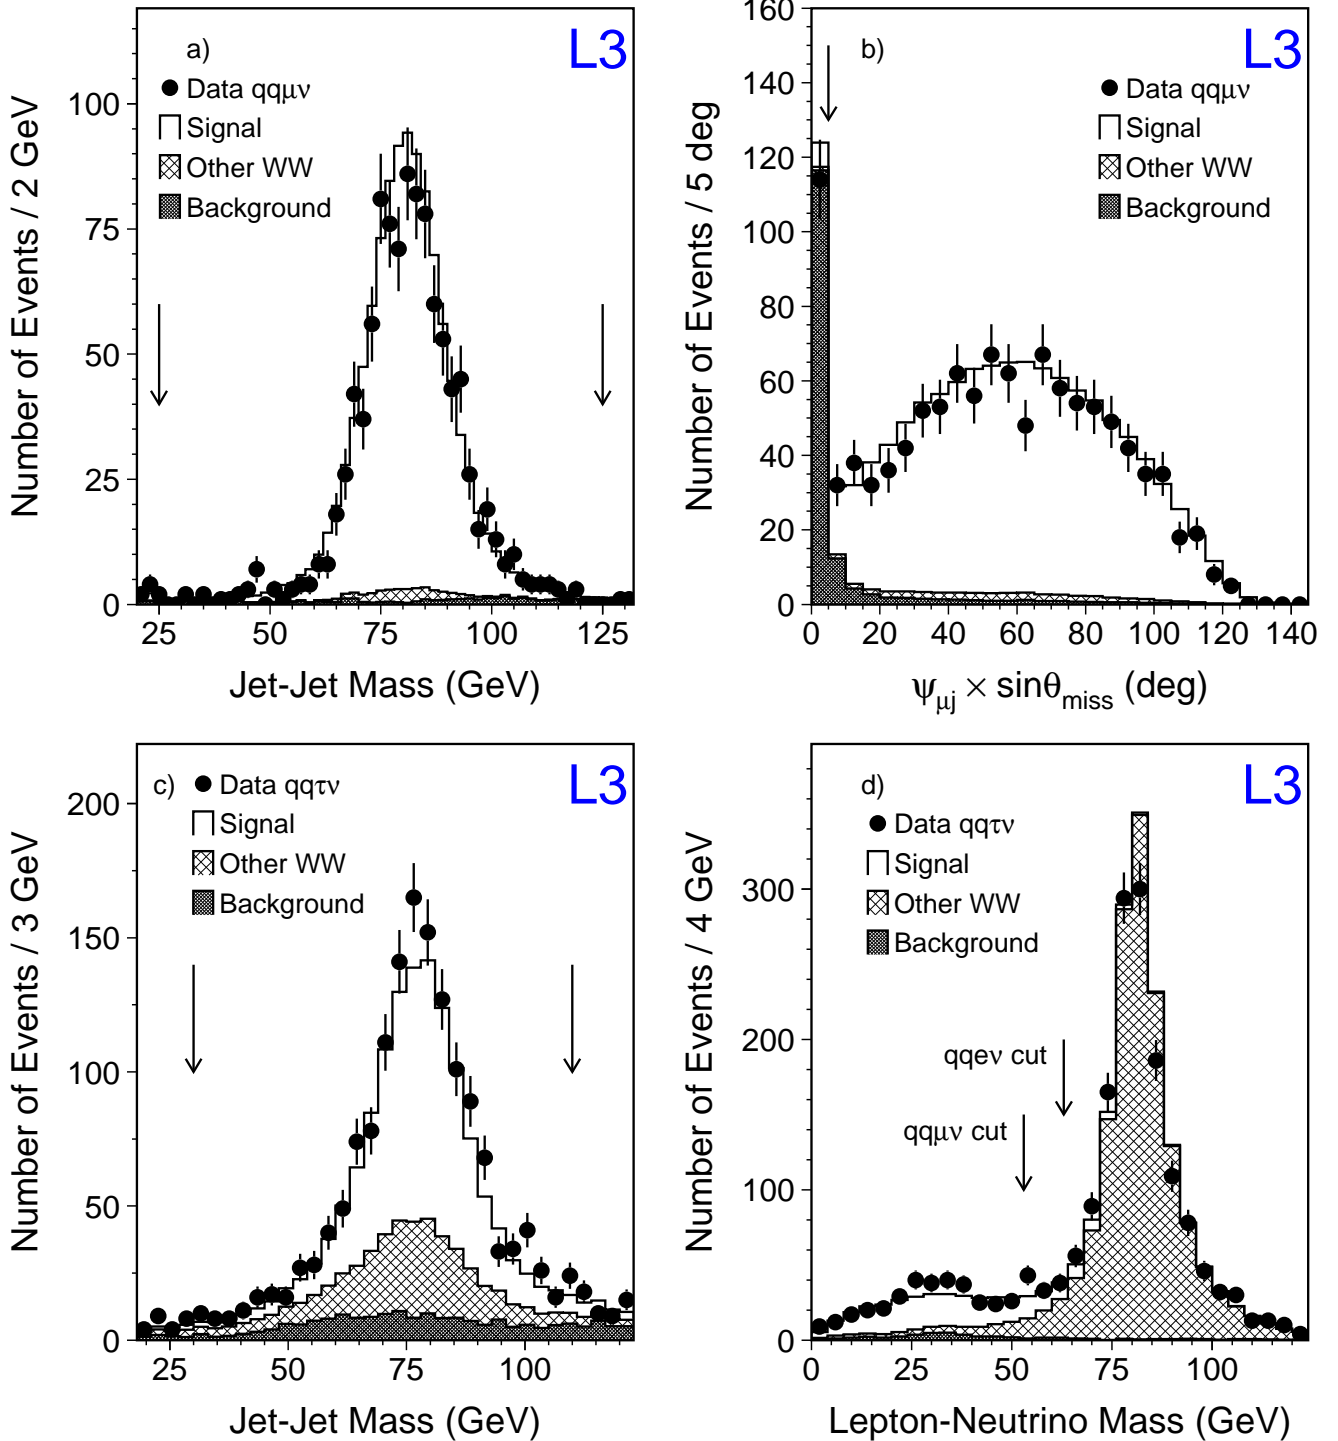 a)
L3
Data qqμν
Signal
Other WW
Background
Number of Events / 2 GeV
100
75
50
25
0
25 50 75 100 125
Jet-Jet Mass (GeV)
b)
L3
Data qqμν
Signal
Other WW
Background
Number of Events / 5 deg
160
140
120
100
80
60
40
20
0
0 20 40 60 80 100 120 140
ψμj × sinθmiss (deg)
c)
L3
Data qqτν
Signal
Other WW
Background
Number of Events / 3 GeV
200
150
100
50
0
25 50 75 100
Jet-Jet Mass (GeV)
d)
L3
Data qqτν
Signal
Other WW
Background
qqeν cut
qqμν cut
Number of Events / 4 GeV
300
200
100
0
0 25 50 75 100
Lepton-Neutrino Mass (GeV)